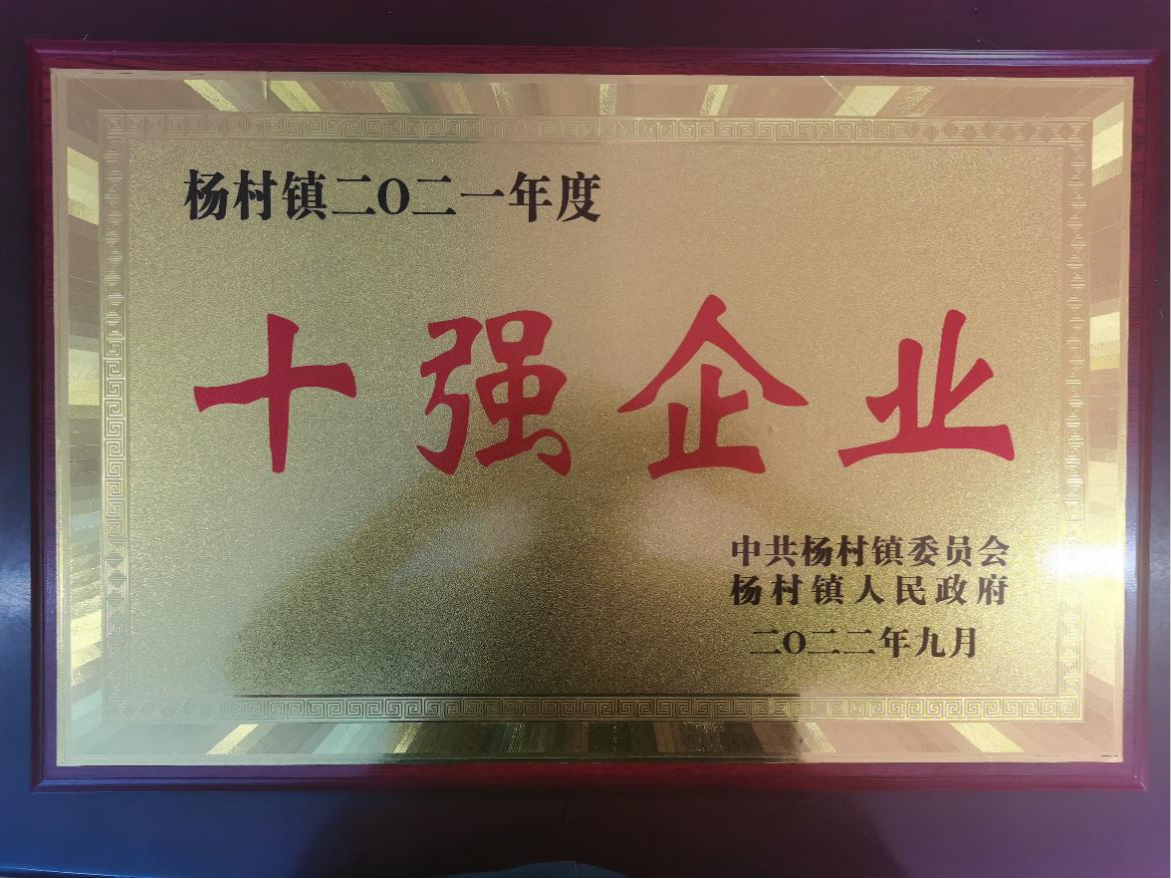 杨村镇二O二一年度
十强企业
中共杨村镇委员会
杨村镇人民政府
二O二二年九月